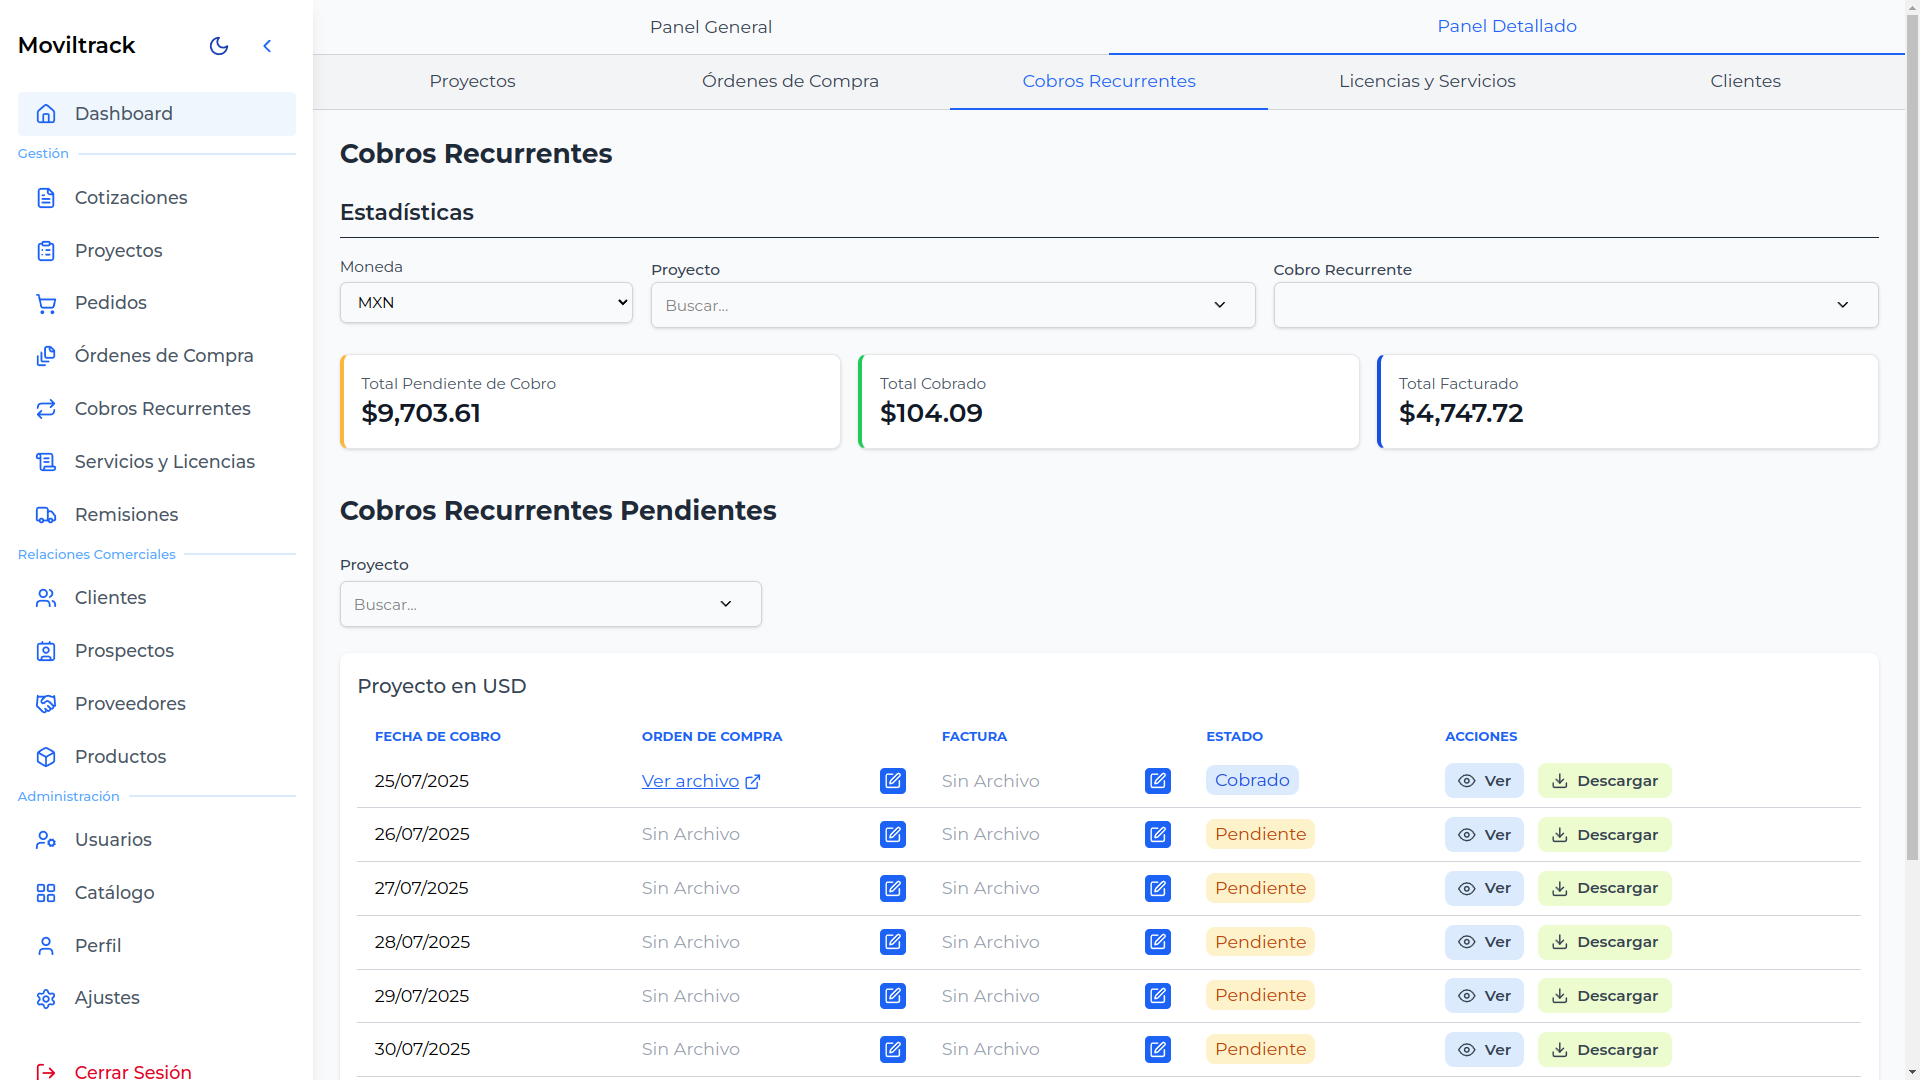 Moviltrack
Dashboard
Gestión
Cotizaciones
Proyectos
Pedidos
Órdenes de Compra
Cobros Recurrentes
Servicios y Licencias
Remisiones
Relaciones Comerciales
Clientes
Prospectos
Proveedores
Productos
Administración
Usuarios
Catálogo
Perfil
Ajustes
Cerrar Sesión
Panel General Panel Detallado
Proyectos Órdenes de Compra Cobros Recurrentes Licencias y Servicios Clientes
Cobros Recurrentes
Estadísticas
Moneda Proyecto Cobro Recurrente
MXN Buscar...
Total Pendiente de Cobro Total Cobrado Total Facturado
$9,703.61 $104.09 $4,747.72
Cobros Recurrentes Pendientes
Proyecto
Buscar...
Proyecto en USD
FECHA DE COBRO ORDEN DE COMPRA FACTURA ESTADO ACCIONES
25/07/2025 Ver archivo Sin Archivo Cobrado Ver Descargar
26/07/2025 Sin Archivo Sin Archivo Pendiente Ver Descargar
27/07/2025 Sin Archivo Sin Archivo Pendiente Ver Descargar
28/07/2025 Sin Archivo Sin Archivo Pendiente Ver Descargar
29/07/2025 Sin Archivo Sin Archivo Pendiente Ver Descargar
30/07/2025 Sin Archivo Sin Archivo Pendiente Ver Descargar